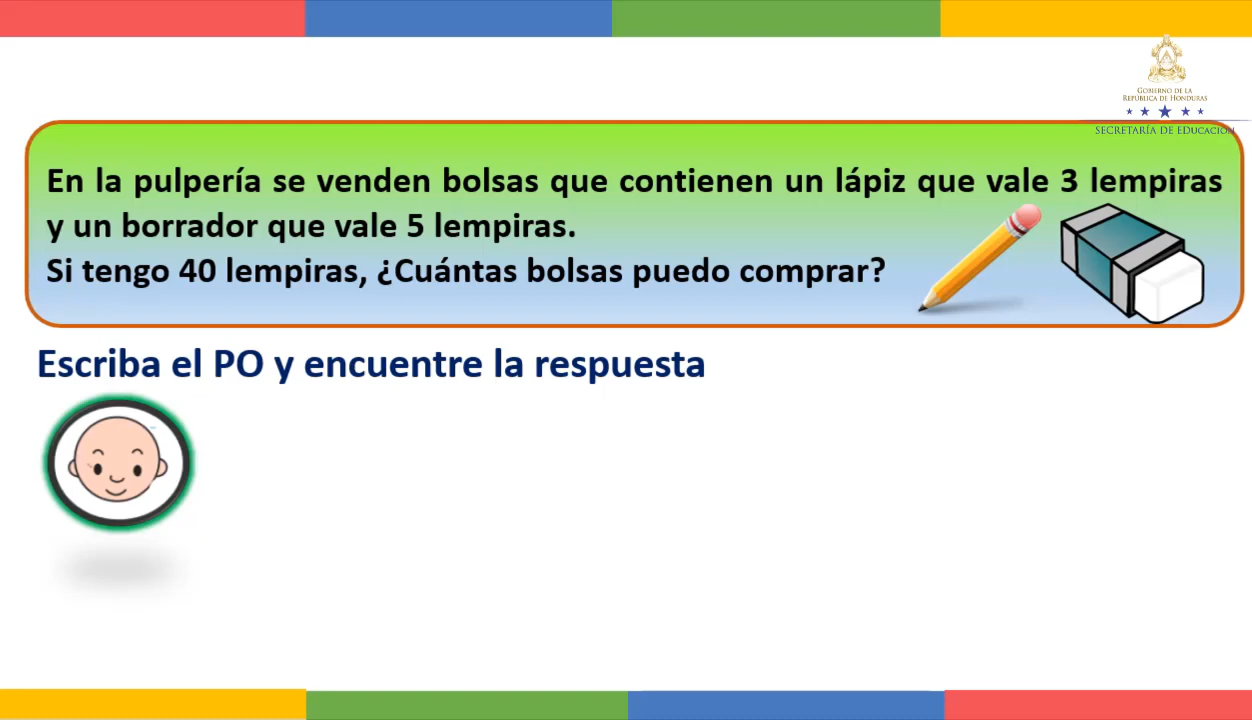 GOBIERNO DE LA
REPÚBLICA DE HONDURAS
SECRETARÍA DE EDUCACIÓN
En la pulpería se venden bolsas que contienen un lápiz que vale 3 lempiras
y un borrador que vale 5 lempiras.
Si tengo 40 lempiras, ¿Cuántas bolsas puedo comprar?
Escriba el PO y encuentre la respuesta